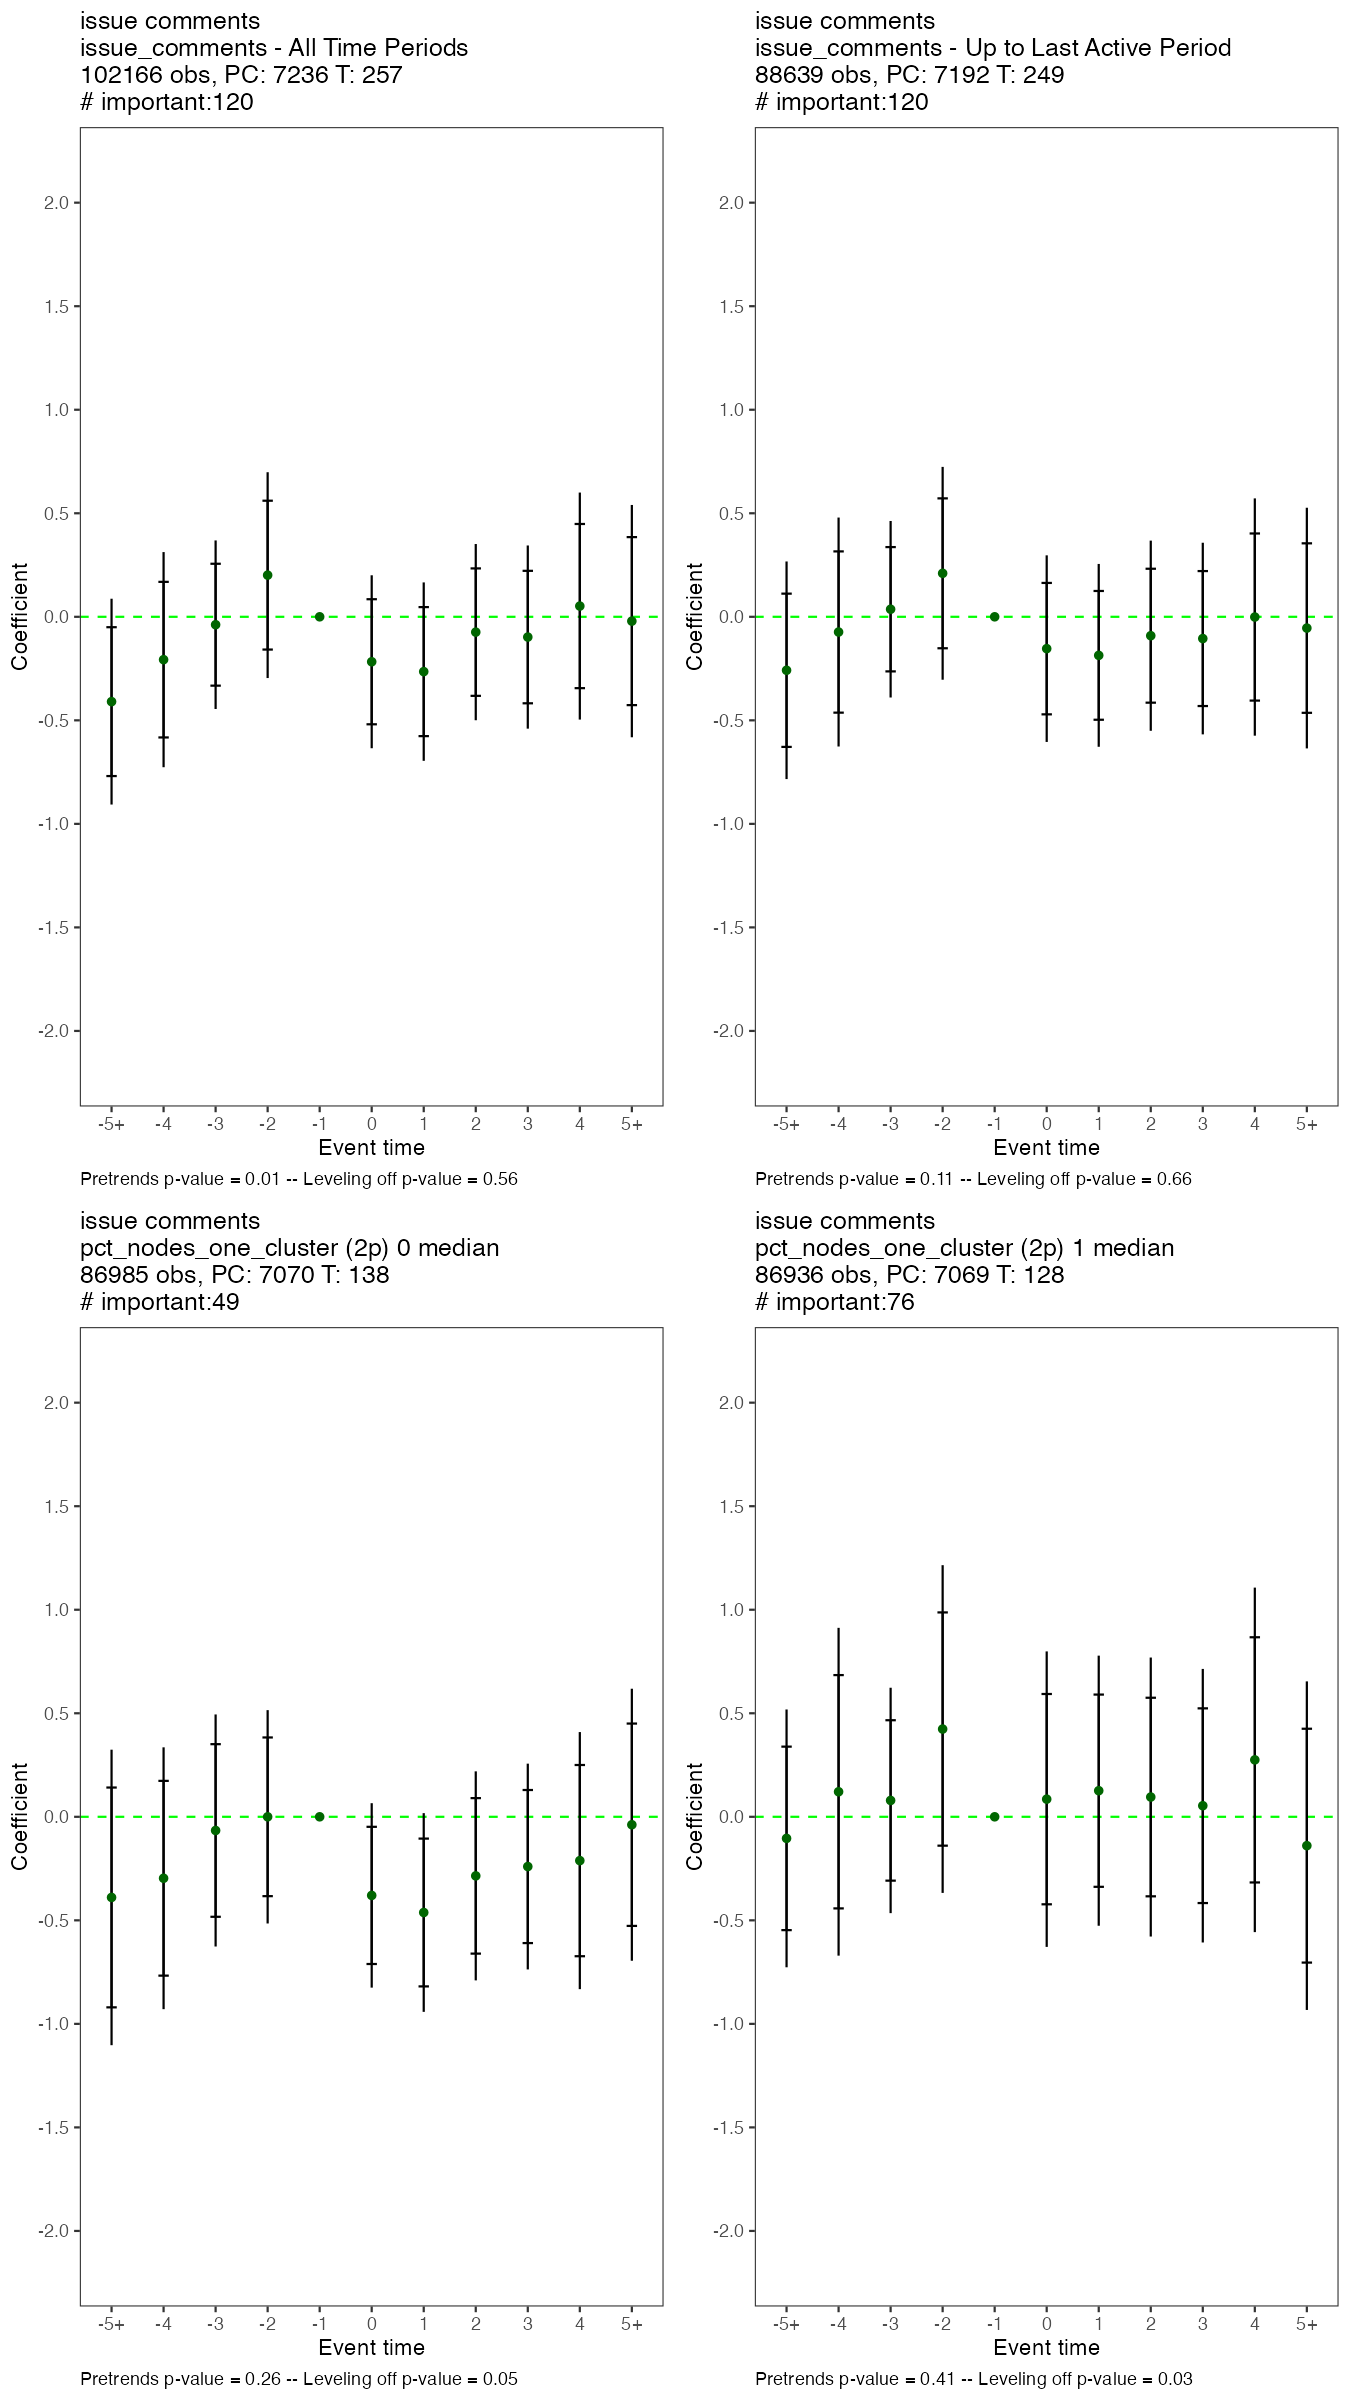 issue comments
issue_comments - All Time Periods
102166 obs, PC: 7236 T: 257
# important:120
2.0
1.5
1.0
0.5
0.0
-0.5
-1.0
-1.5
-2.0
Coefficient
-5+ -4 -3 -2 -1 0 1 2 3 4 5+
Event time
Pretrends p-value = 0.01 -- Leveling off p-value = 0.56
issue comments
issue_comments - Up to Last Active Period
88639 obs, PC: 7192 T: 249
# important:120
2.0
1.5
1.0
0.5
0.0
-0.5
-1.0
-1.5
-2.0
Coefficient
-5+ -4 -3 -2 -1 0 1 2 3 4 5+
Event time
Pretrends p-value = 0.11 -- Leveling off p-value = 0.66
issue comments
pct_nodes_one_cluster (2p) 0 median
86985 obs, PC: 7070 T: 138
# important:49
2.0
1.5
1.0
0.5
0.0
-0.5
-1.0
-1.5
-2.0
Coefficient
-5+ -4 -3 -2 -1 0 1 2 3 4 5+
Event time
Pretrends p-value = 0.26 -- Leveling off p-value = 0.05
issue comments
pct_nodes_one_cluster (2p) 1 median
86936 obs, PC: 7069 T: 128
# important:76
2.0
1.5
1.0
0.5
0.0
-0.5
-1.0
-1.5
-2.0
Coefficient
-5+ -4 -3 -2 -1 0 1 2 3 4 5+
Event time
Pretrends p-value = 0.41 -- Leveling off p-value = 0.03